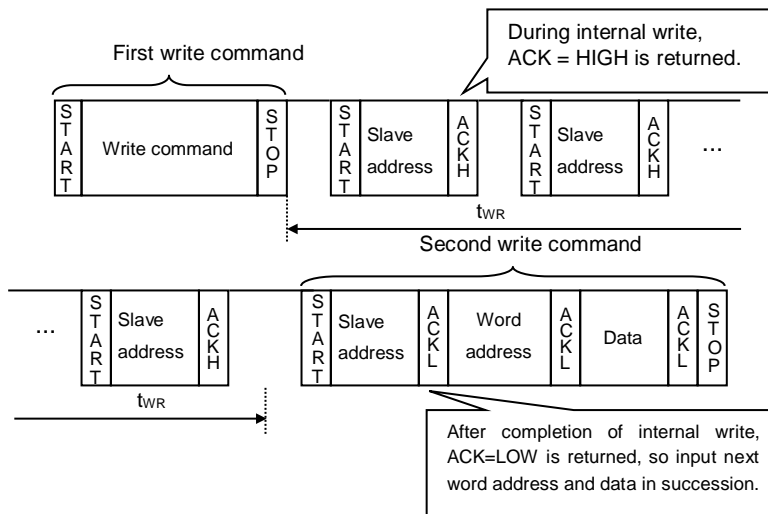 First write command
During internal write,
ACK = HIGH is returned.
START
Write command
STOP
START
Slave
address
ACKH
START
Slave
address
ACKH
...
tWR
Second write command
...
START
Slave
address
ACKH
START
Slave
address
ACKL
Word
address
ACKL
Data
ACKL
STOP
tWR
After completion of internal write,
ACK=LOW is returned, so input next
word address and data in succession.